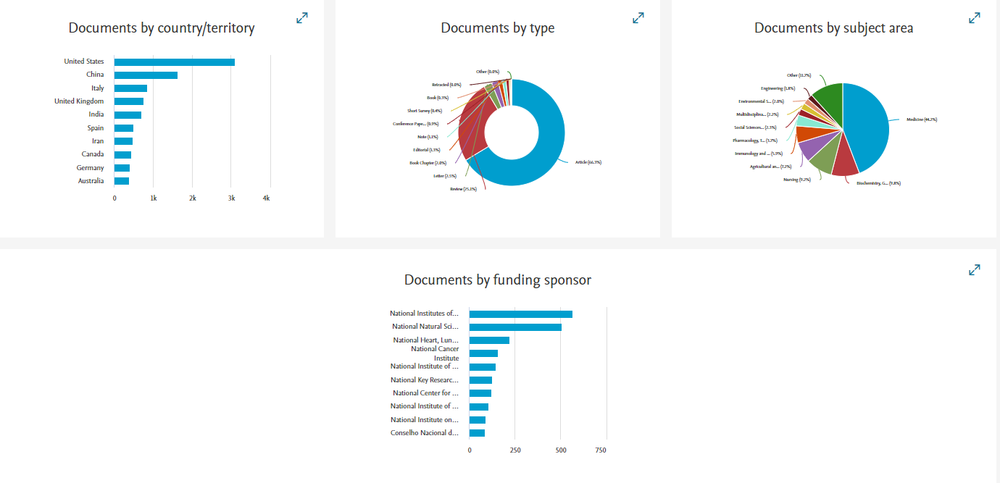 Documents by country/territory
United States
China
Italy
United Kingdom
India
Spain
Iran
Canada
Germany
Australia
0 1k 2k 3k 4k
Documents by type
Other (0.0%)
Retracted (0.0%)
Book (0.3%)
Short Survey (0.4%)
Conference Pape... (0.9%)
Note (1.1%)
Editorial (1.3%)
Book Chapter (2.0%)
Letter (2.5%)
Review (25.1%)
Article (66.3%)
Documents by subject area
Other (11.7%)
Engineering (1.8%)
Environmental S... (2.0%)
Multidisciplina... (2.2%)
Social Sciences... (2.3%)
Pharmacology, T... (3.7%)
Immunology and ... (5.9%)
Agricultural an... (7.2%)
Nursing (9.2%)
Biochemistry, G... (9.8%)
Medicine (44.2%)
Documents by funding sponsor
National Institutes of...
National Natural Sci...
National Heart, Lun...
National Cancer
Institute
National Institute of ...
National Key Researc...
National Center for ...
National Institute of ...
National Institute on...
Conselho Nacional d...
0 250 500 750